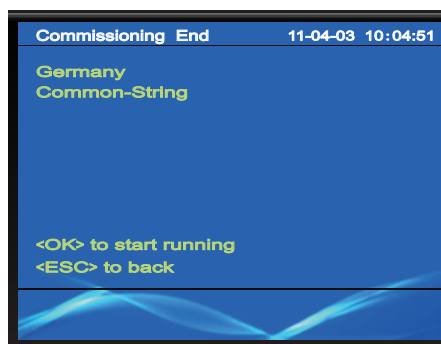 Commissioning End 11-04-03 10:04:51
Germany
Common-String
<OK> to start running
<ESC> to back